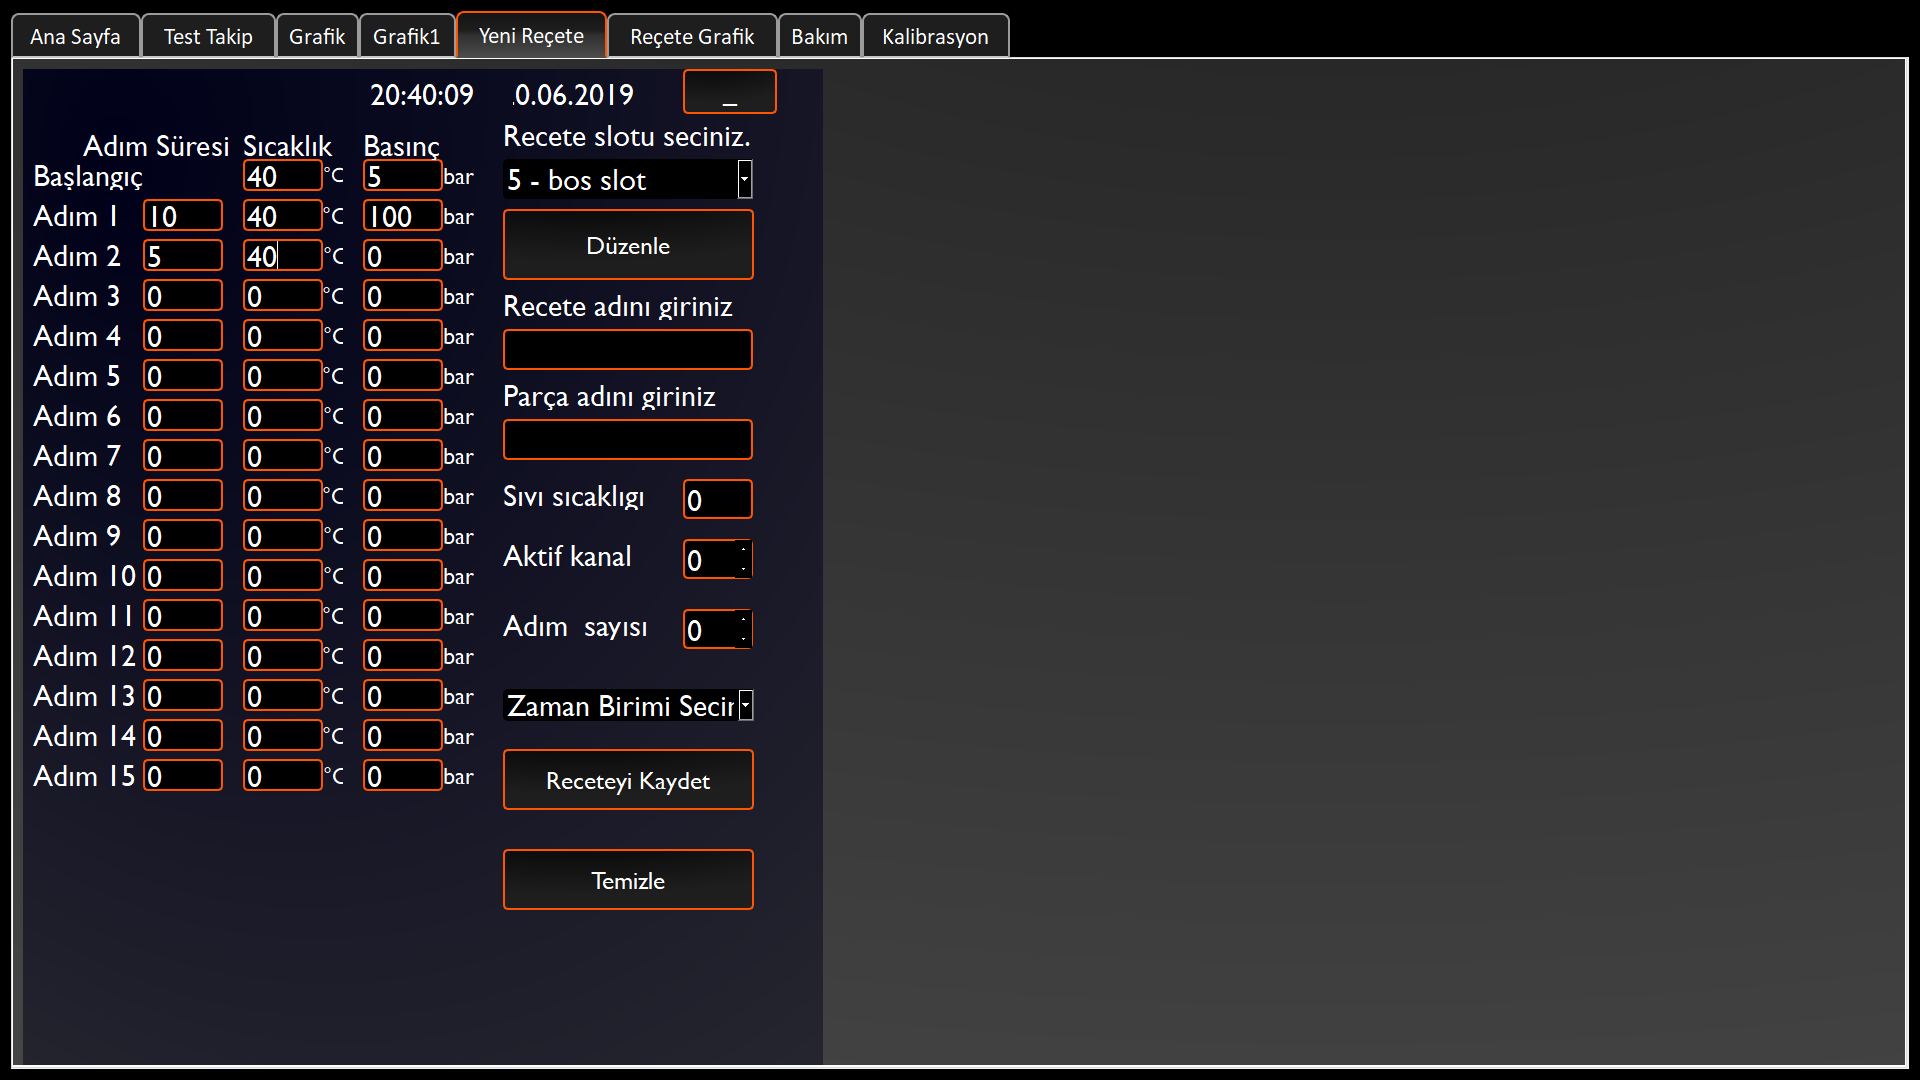 Ana Sayfa Test Takip Grafik Grafik1 Yeni Reçete Reçete Grafik Bakım Kalibrasyon
20:40:09 .0.06.2019 _
Adım Süresi Sıcaklık Basınç
Başlangıç 40 °C 5 bar
Adım 1 10 40 °C 100 bar
Adım 2 5 40 °C 0 bar
Adım 3 0 0 °C 0 bar
Adım 4 0 0 °C 0 bar
Adım 5 0 0 °C 0 bar
Adım 6 0 0 °C 0 bar
Adım 7 0 0 °C 0 bar
Adım 8 0 0 °C 0 bar
Adım 9 0 0 °C 0 bar
Adım 10 0 0 °C 0 bar
Adım 11 0 0 °C 0 bar
Adım 12 0 0 °C 0 bar
Adım 13 0 0 °C 0 bar
Adım 14 0 0 °C 0 bar
Adım 15 0 0 °C 0 bar
Recete slotu seciniz.
5 - bos slot
Düzenle
Recete adını giriniz
Parça adını giriniz
Sıvı sıcaklıgı 0
Aktif kanal 0
Adım sayısı 0
Zaman Birimi Secir
Receteyi Kaydet
Temizle